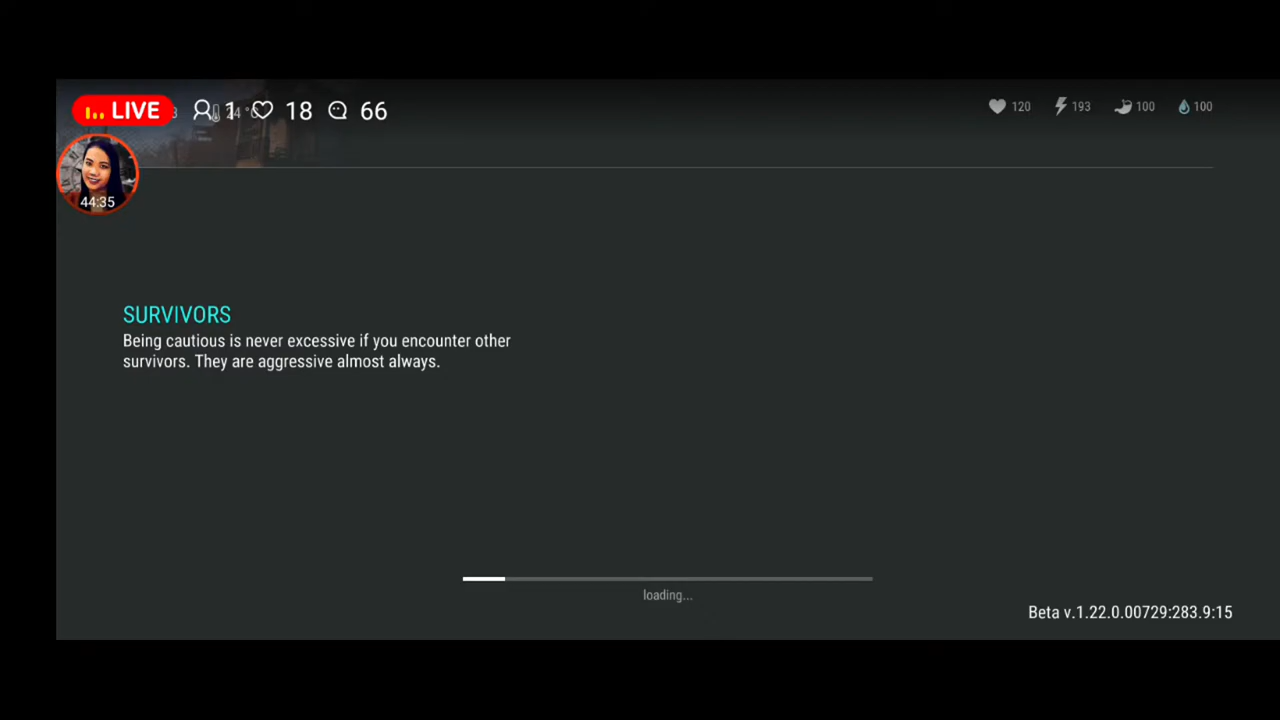 LIVE 1 18 66
120 193 100 100
44:35
SURVIVORS
Being cautious is never excessive if you encounter other
survivors. They are aggressive almost always.
loading...
Beta v.1.22.0.00729:283.9:15